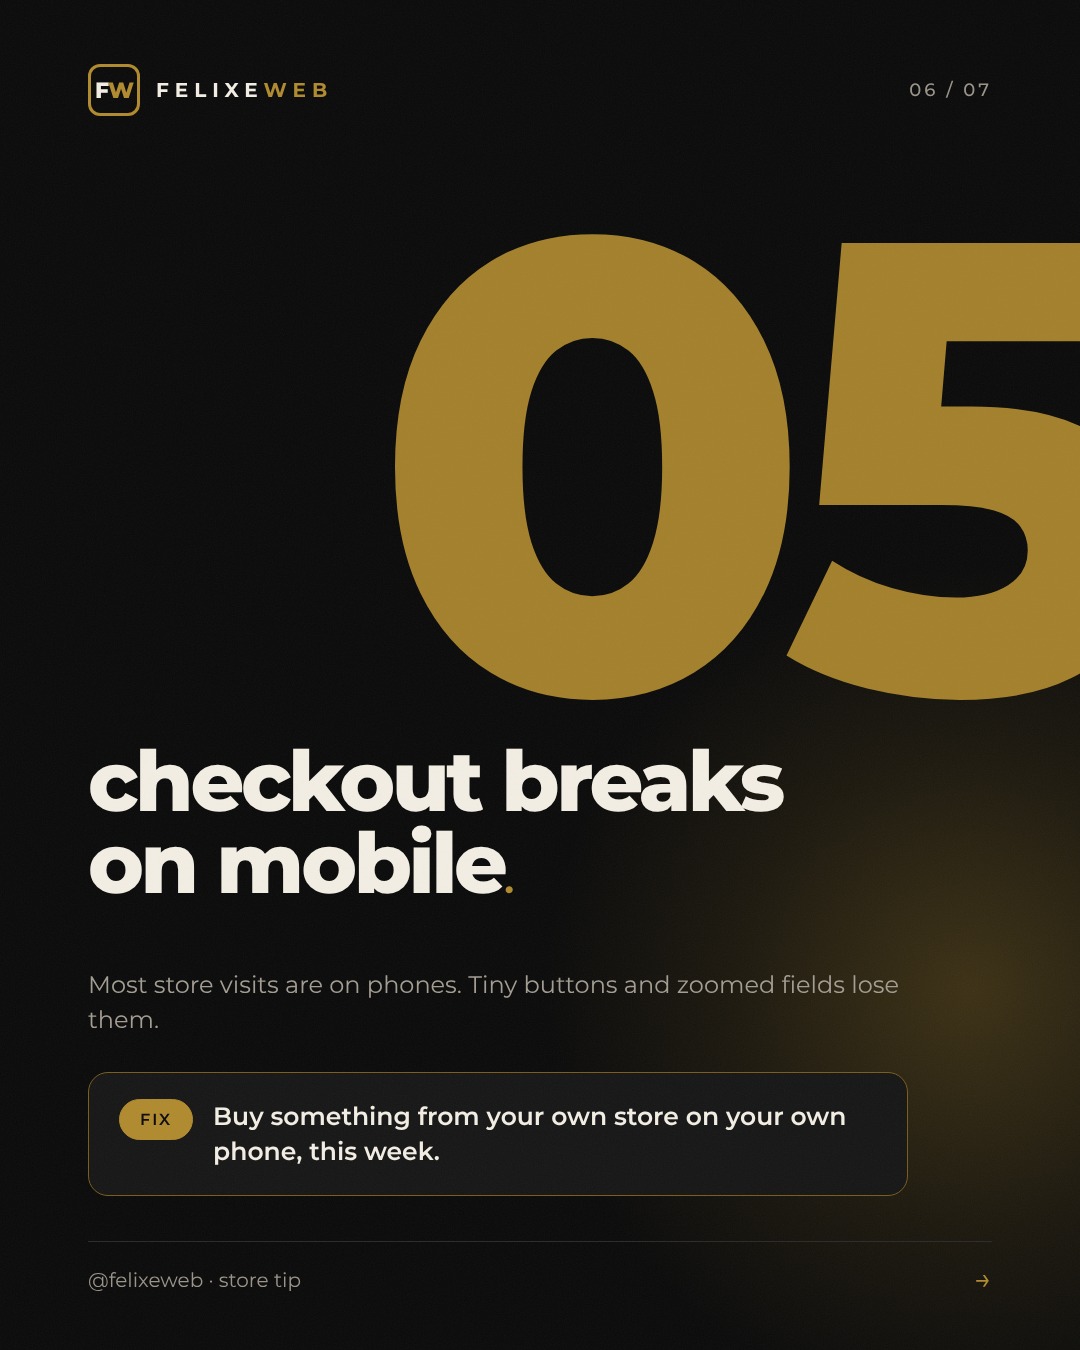 FW FELIXEWEB
06 / 07
05
checkout breaks
on mobile.
Most store visits are on phones. Tiny buttons and zoomed fields lose
them.
FIX
Buy something from your own store on your own
phone, this week.
@felixeweb · store tip
→